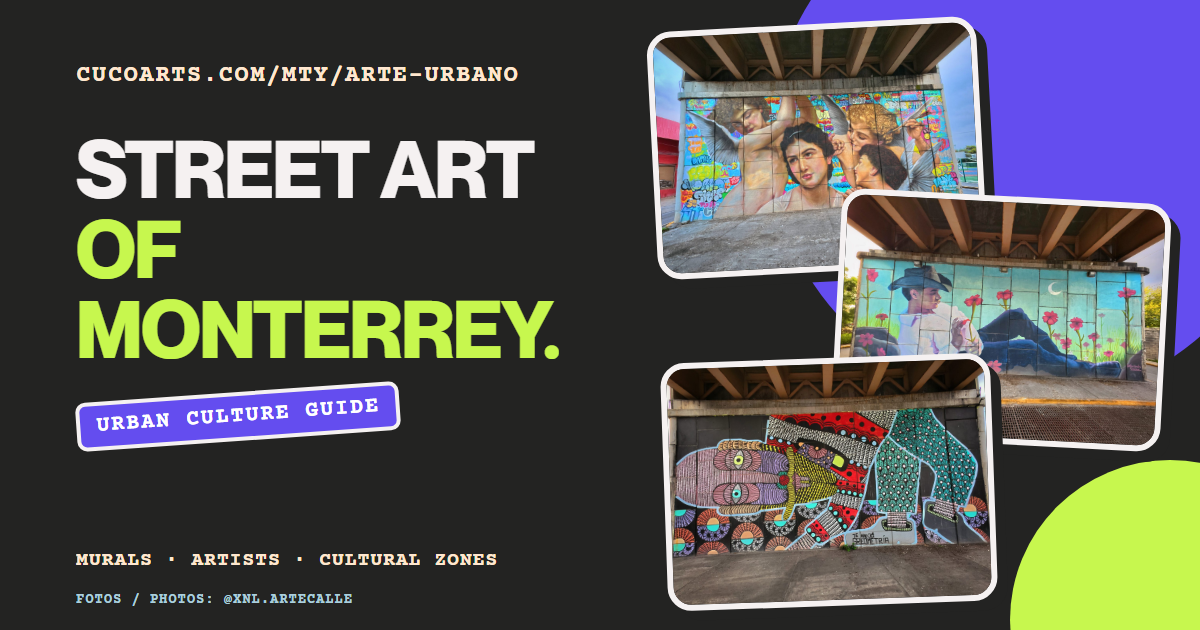 CUCOARTS.COM/MTY/ARTE-URBANO
STREET ART
OF
MONTERREY.
URBAN CULTURE GUIDE
MURALS · ARTISTS · CULTURAL ZONES
FOTOS / PHOTOS: @XNL.ARTECALLE